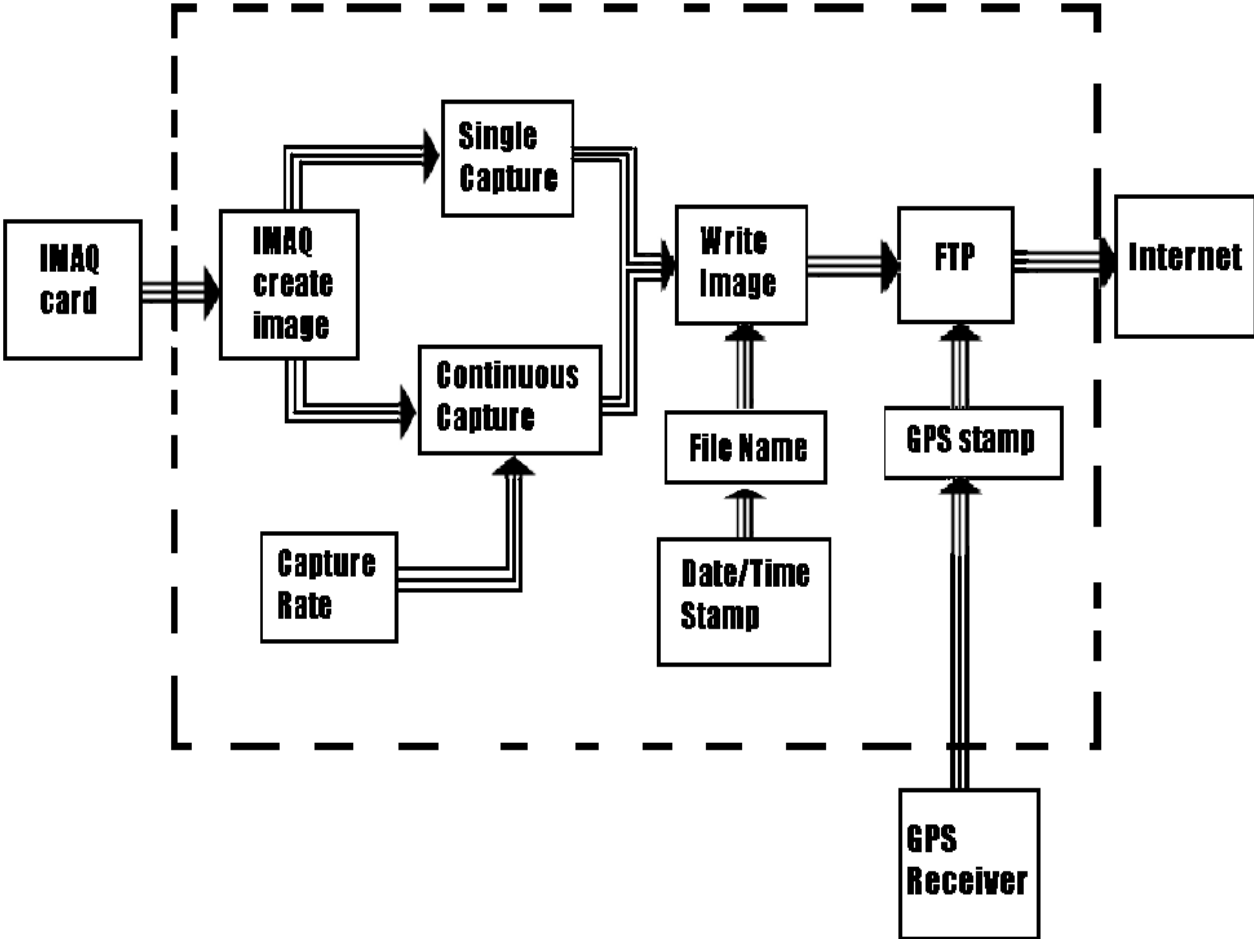 Single
Capture
IMAQ
card
IMAQ
create
image
Write
Image
FTP
Internet
Continuous
Capture
File Name
GPS stamp
Capture
Rate
Date/Time
Stamp
GPS
Receiver